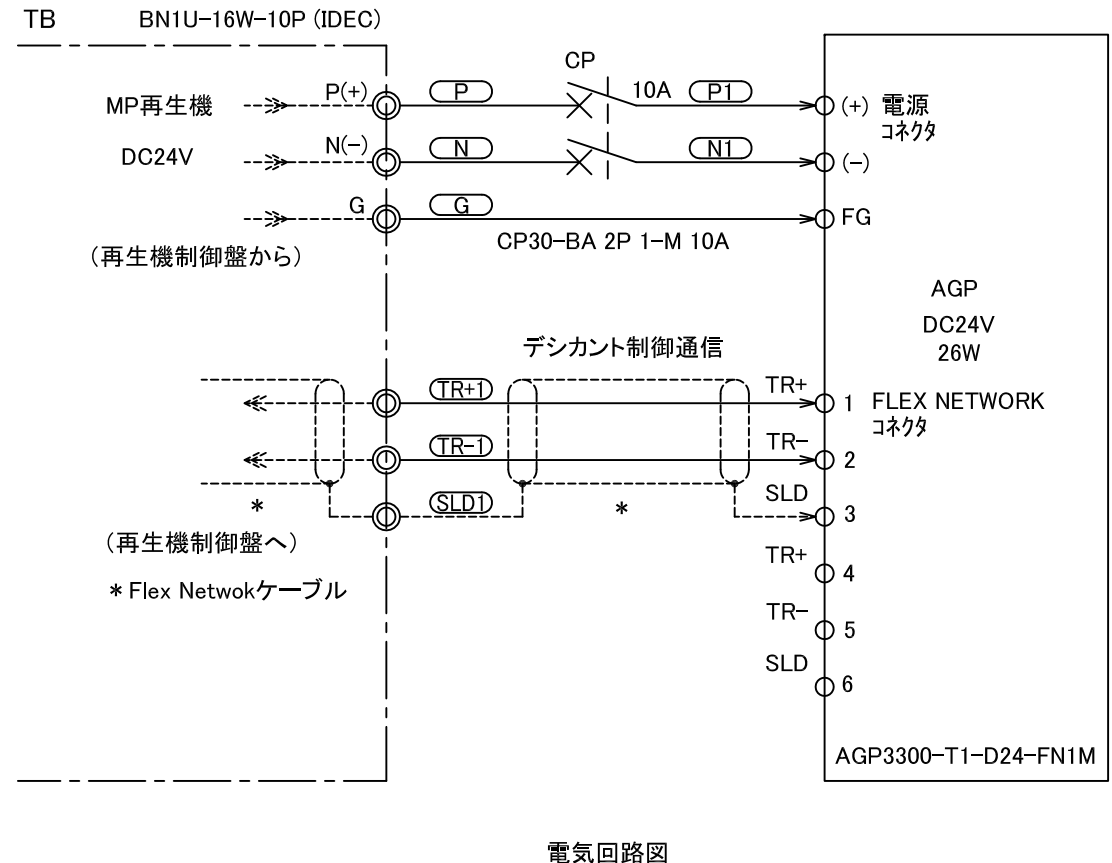 TB
BN1U-16W-10P (IDEC)
MP再生機
DC24V
P(+)
N(-)
G
P
N
G
CP
10A
P1
N1
(+) 電源
コネクタ
(-)
FG
CP30-BA 2P 1-M 10A
(再生機制御盤から)
AGP
DC24V
26W
デシカント制御通信
TR+1
TR-1
SLD1
*
*
TR+
1 FLEX NETWORK
コネクタ
TR-
2
SLD
3
(再生機制御盤へ)
* Flex Netwokケーブル
TR+
4
TR-
5
SLD
6
AGP3300-T1-D24-FN1M
電気回路図